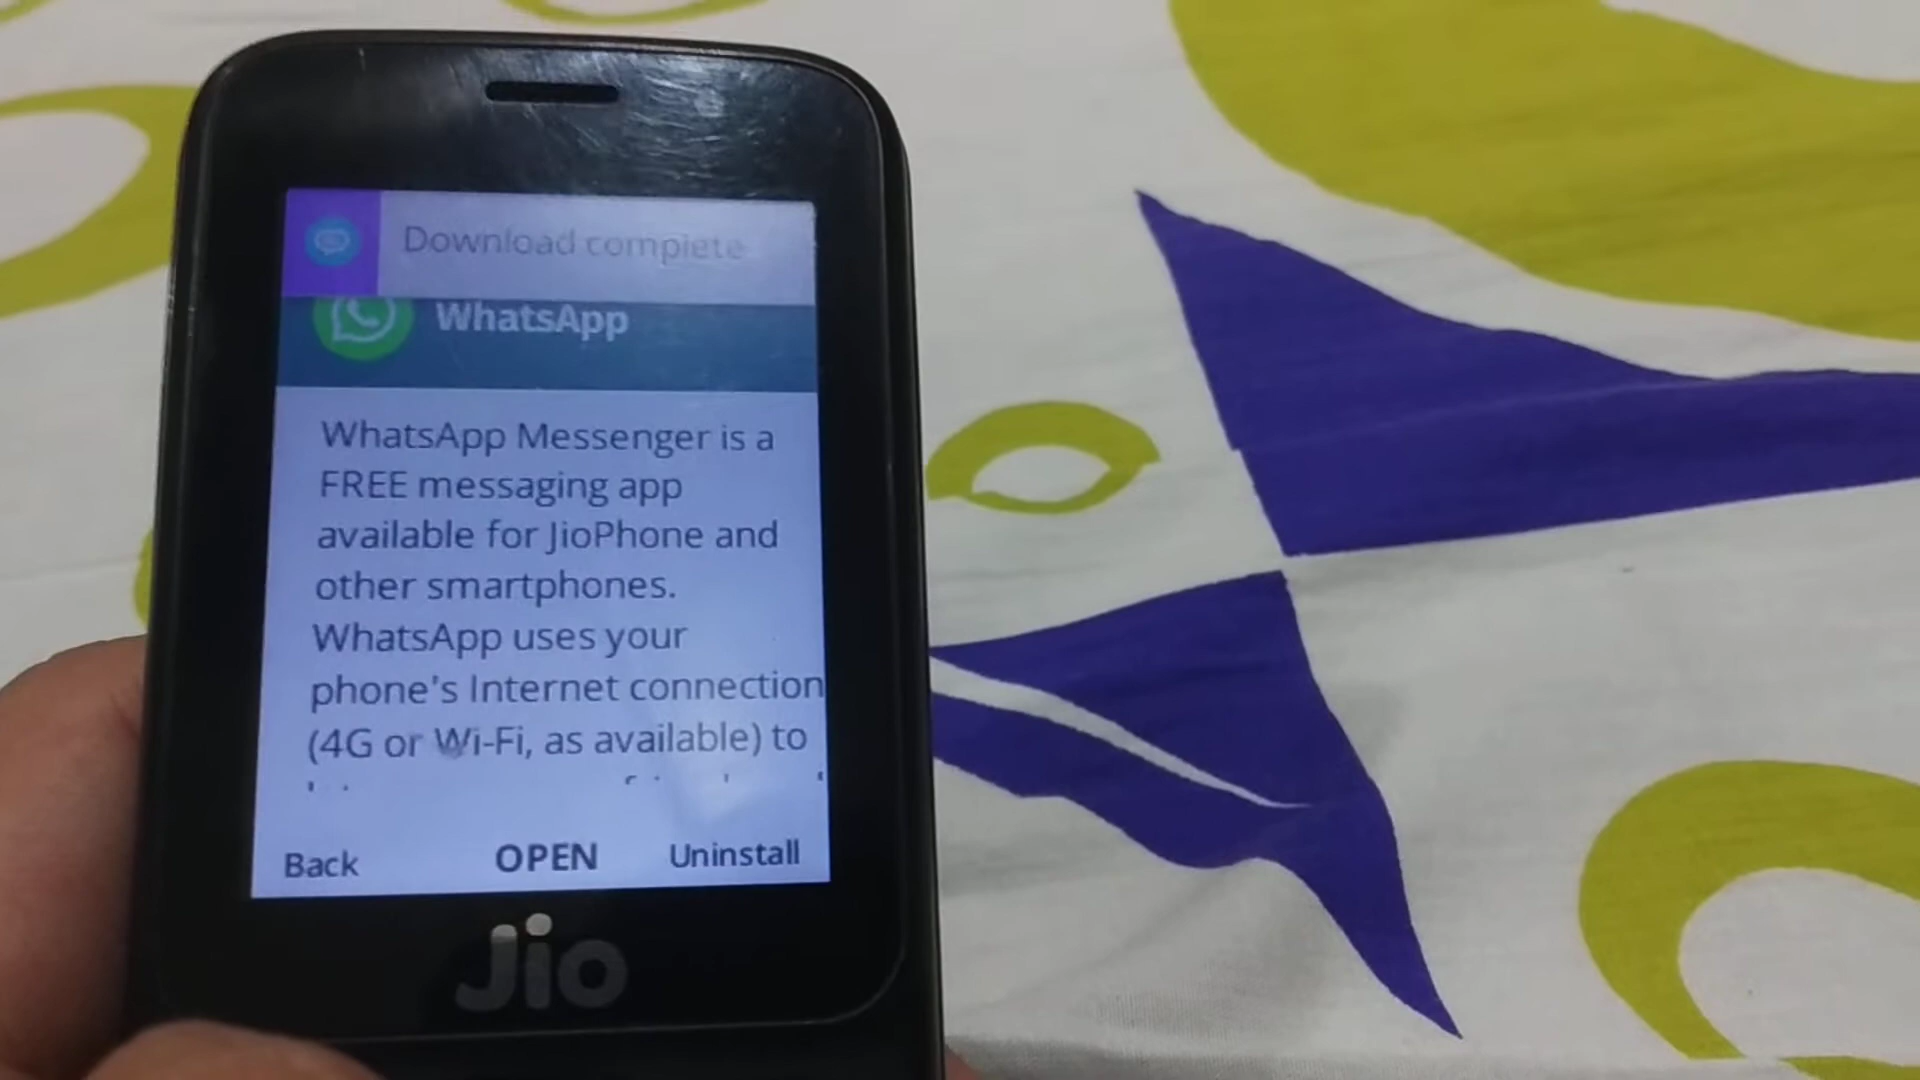 Download complete
WhatsApp
WhatsApp Messenger is a
FREE messaging app
available for JioPhone and
other smartphones.
WhatsApp uses your
phone's Internet connection
(4G or Wi-Fi, as available) to
Back OPEN Uninstall
Jio